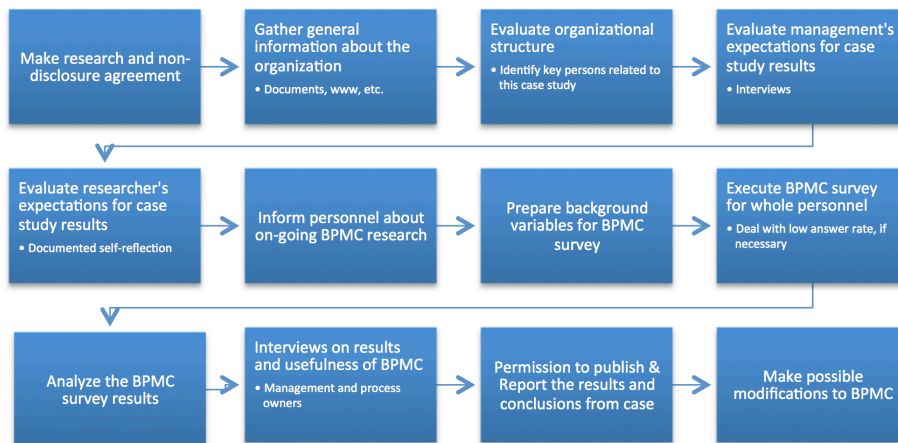 Make research and non-
disclosure agreement
Gather general
information about the
organization
• Documents, www, etc.
Evaluate organizational
structure
• Identify key persons related to
this case study
Evaluate management's
expectations for case
study results
• Interviews
Evaluate researcher's
expectations for case
study results
• Documented self-reflection
Inform personnel about
on-going BPMC research
Prepare background
variables for BPMC
survey
Execute BPMC survey
for whole personnel
• Deal with low answer rate, if
necessary
Analyze the BPMC
survey results
Interviews on results
and usefulness of BPMC
• Management and process
owners
Permission to publish &
Report the results and
conclusions from case
Make possible
modifications to BPMC